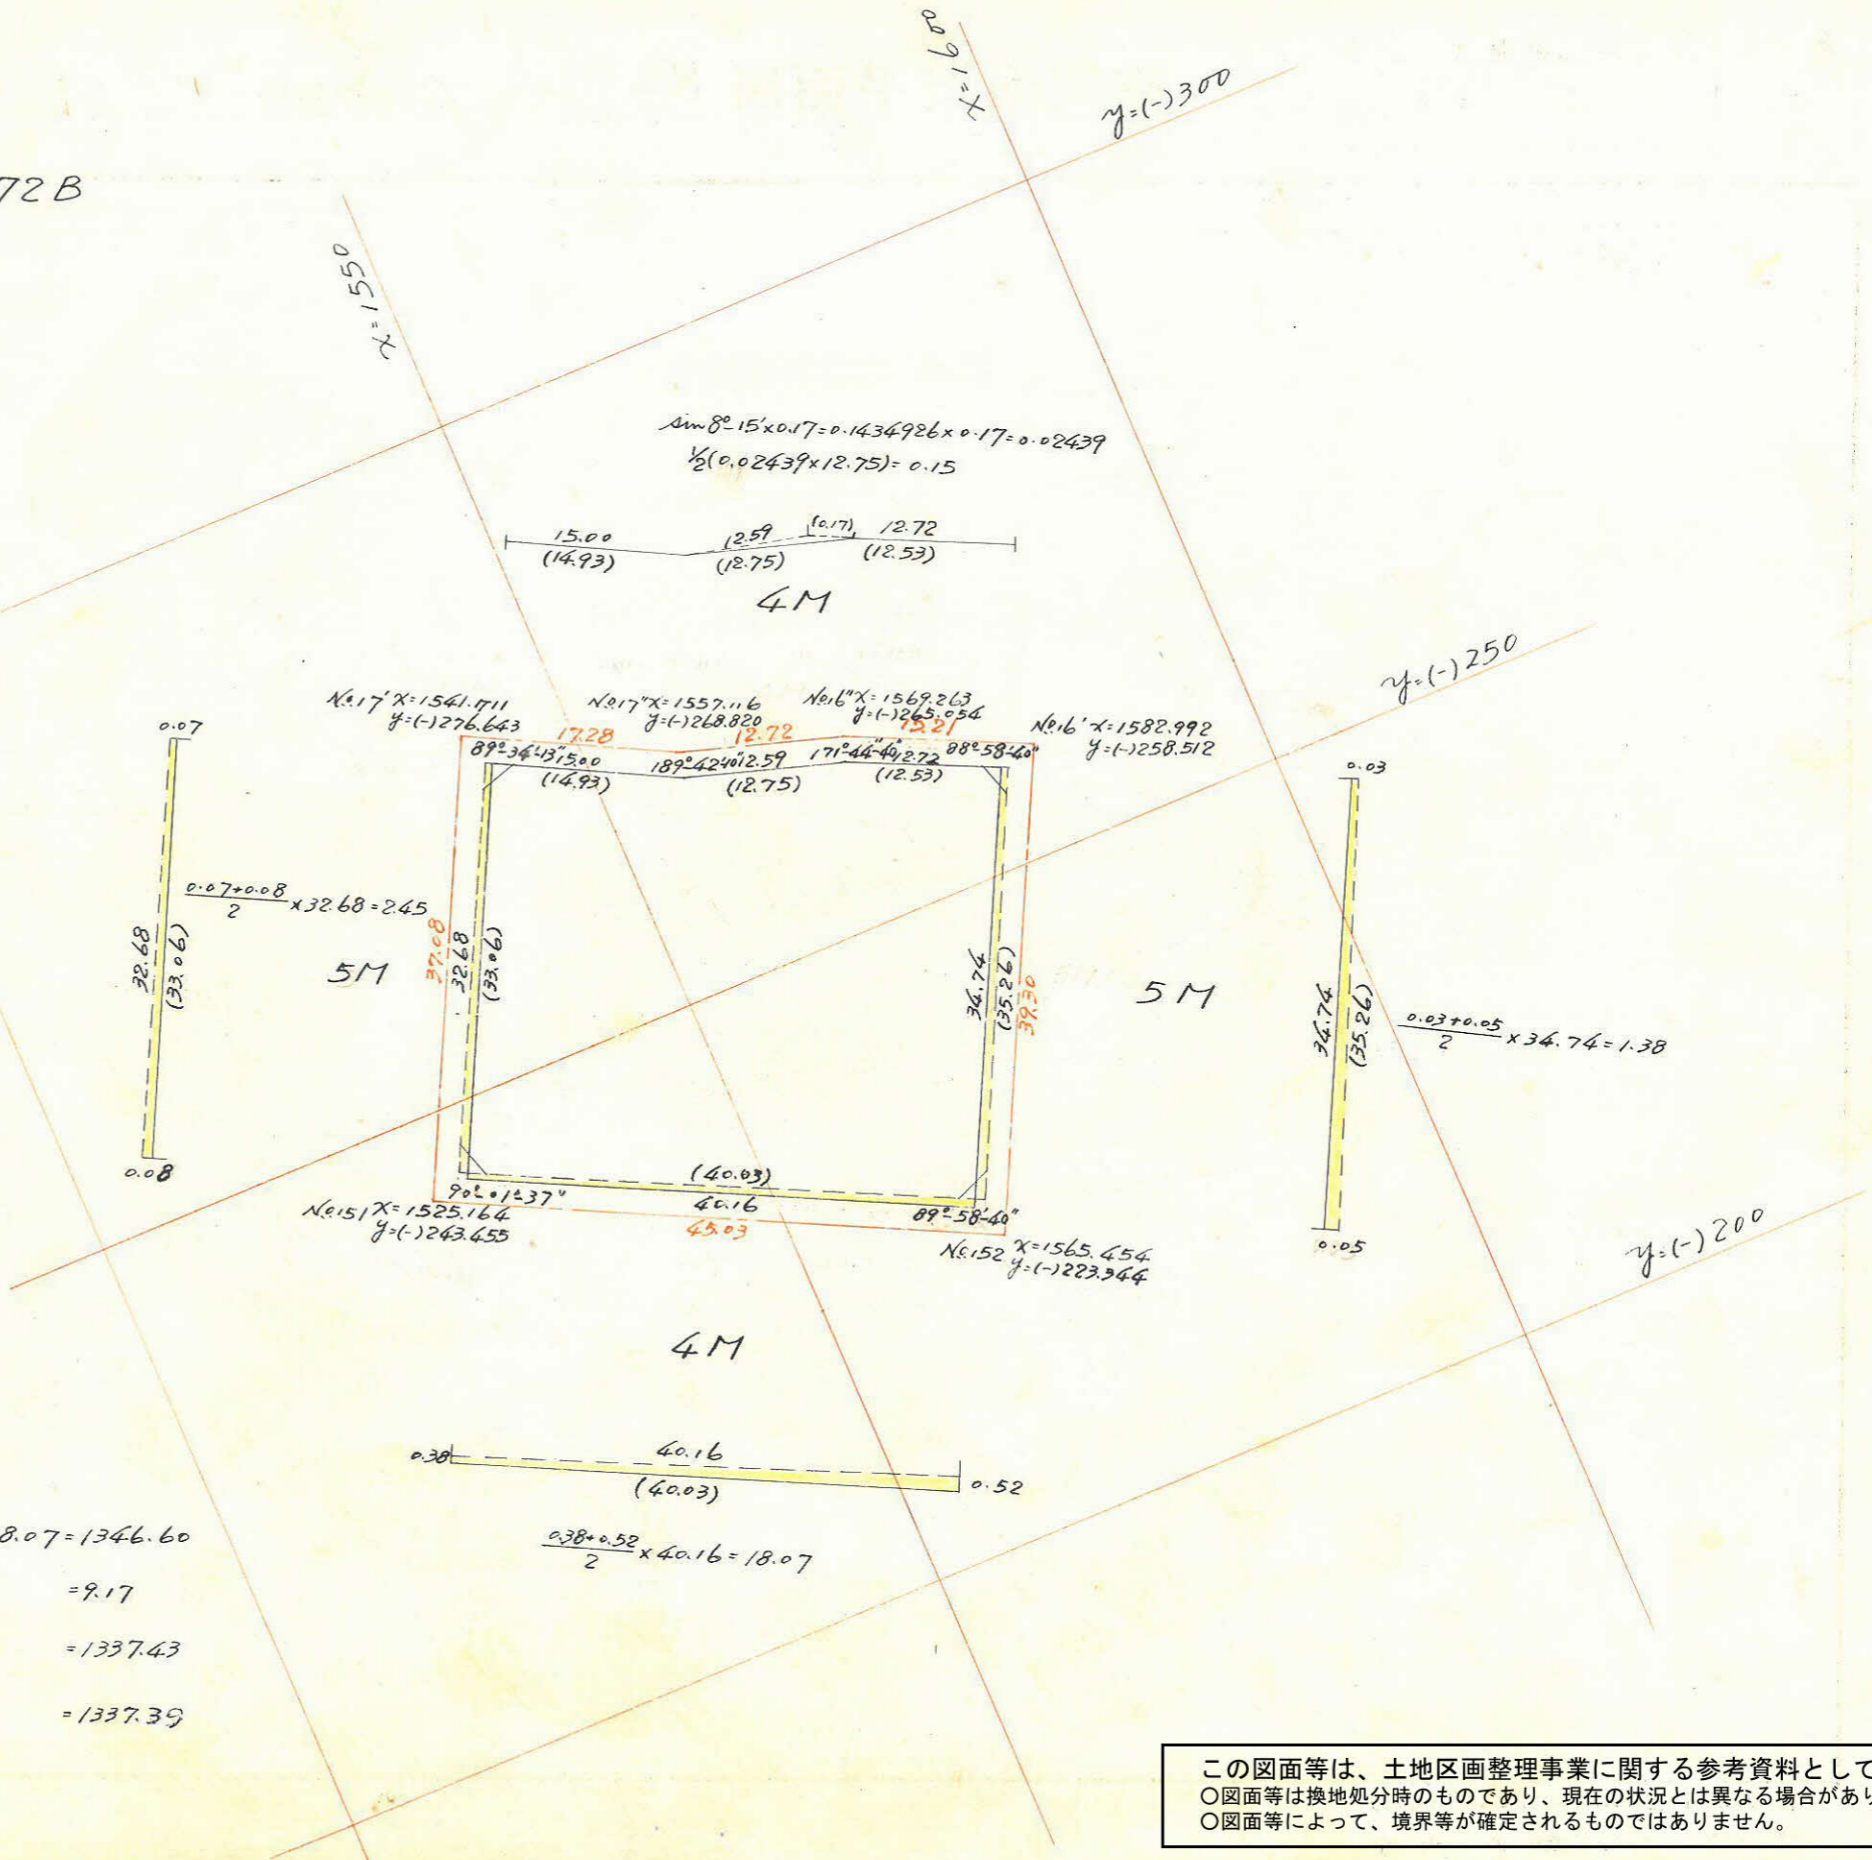 72B
x=1600
y=(-)300
x=1550
sin8°-15'×0.17=0.1434926×0.17=0.02439
½(0.02439×12.75)=0.15
15.00
(14.93)
12.59
(12.75)
(0.17)
12.72
(12.53)
4M
y=(-)250
No.17' x=1541.711
y=(-)276.643
No.17" x=1557.116
y=(-)268.820
No.16" x=1569.263
y=(-)265.054
No.16' x=1582.992
y=(-)258.512
17.28
12.72
15.21
89°-34'-13"
15.00
(14.93)
189°-42'-40"
12.59
(12.75)
171°-44'-40"
12.72
(12.53)
88°-58'-40"
0.07
32.68
(33.06)
0.08
0.07+0.08
2
×32.68=2.45
5M
37.08
32.68
(33.06)
34.74
(35.26)
39.30
5M
0.03
34.74
(35.26)
0.05
0.03+0.05
2
×34.74=1.38
(40.03)
40.16
45.03
90°-01'-37"
89°-58'-40"
No.151 x=1525.164
y=(-)243.455
No.152 x=1565.454
y=(-)223.344
y=(-)200
4M
0.38
40.16
(40.03)
0.52
0.38+0.52
2
×40.16=18.07
8.07=1346.60
=9.17
=1337.43
=1337.39
この図面等は、土地区画整理事業に関する参考資料として
○図面等は換地処分時のものであり、現在の状況とは異なる場合があり
○図面等によって、境界等が確定されるものではありません。